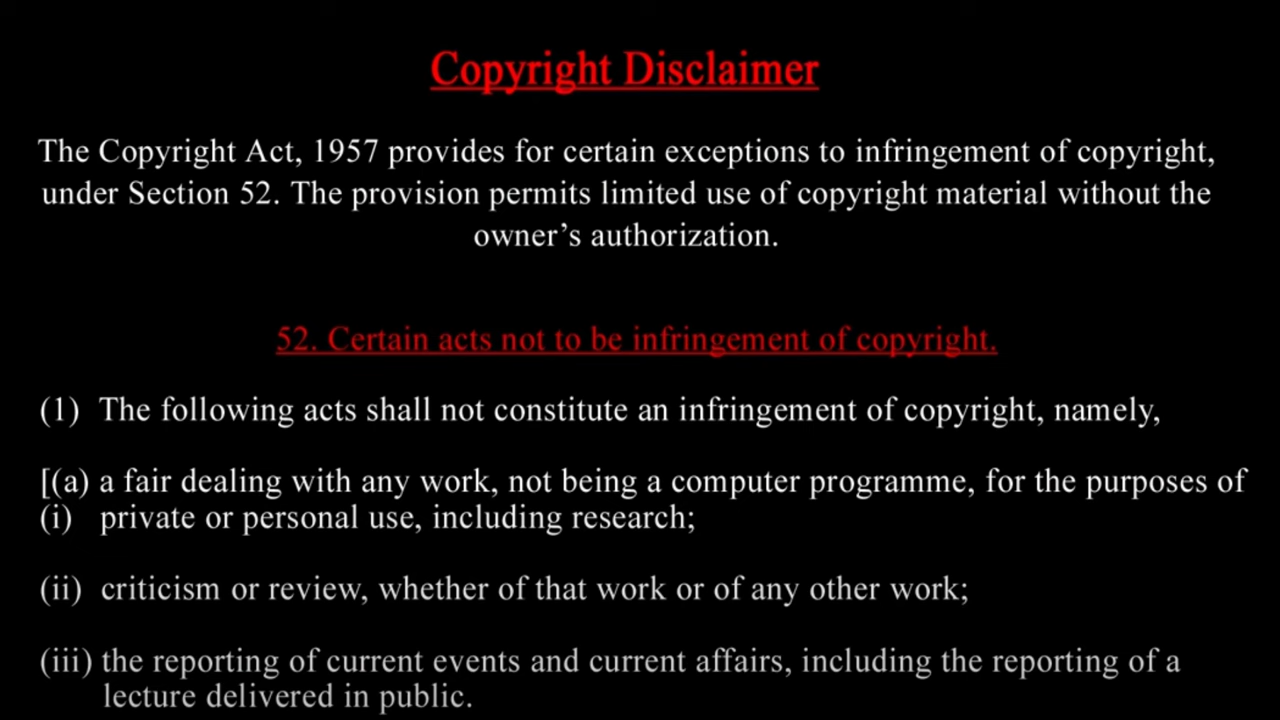 Copyright Disclaimer
The Copyright Act, 1957 provides for certain exceptions to infringement of copyright,
under Section 52. The provision permits limited use of copyright material without the
owner’s authorization.
52. Certain acts not to be infringement of copyright.
(1) The following acts shall not constitute an infringement of copyright, namely,
[(a) a fair dealing with any work, not being a computer programme, for the purposes of
(i) private or personal use, including research;
(ii) criticism or review, whether of that work or of any other work;
(iii) the reporting of current events and current affairs, including the reporting of a
lecture delivered in public.